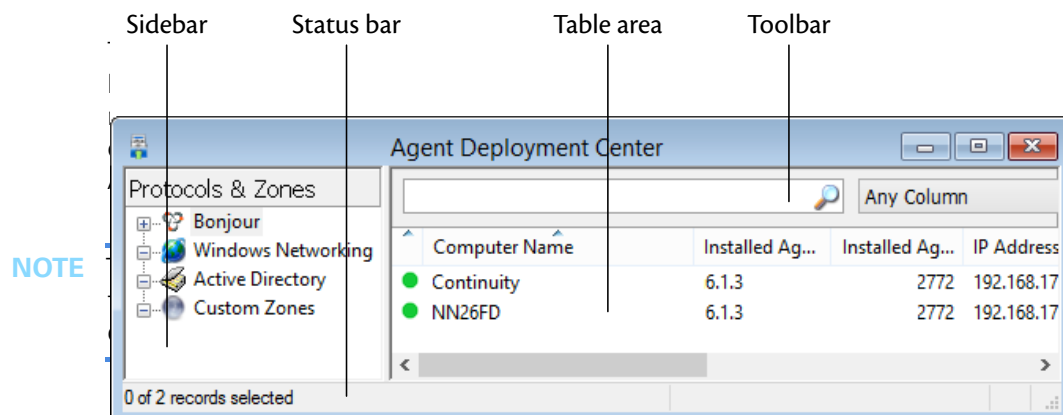 Sidebar Status bar Table area Toolbar
Agent Deployment Center
Protocols & Zones
Any Column
Bonjour
Windows Networking
Active Directory
Custom Zones
Computer Name Installed Ag... Installed Ag... IP Address
Continuity 6.1.3 2772 192.168.17
NN26FD 6.1.3 2772 192.168.17
NOTE
0 of 2 records selected